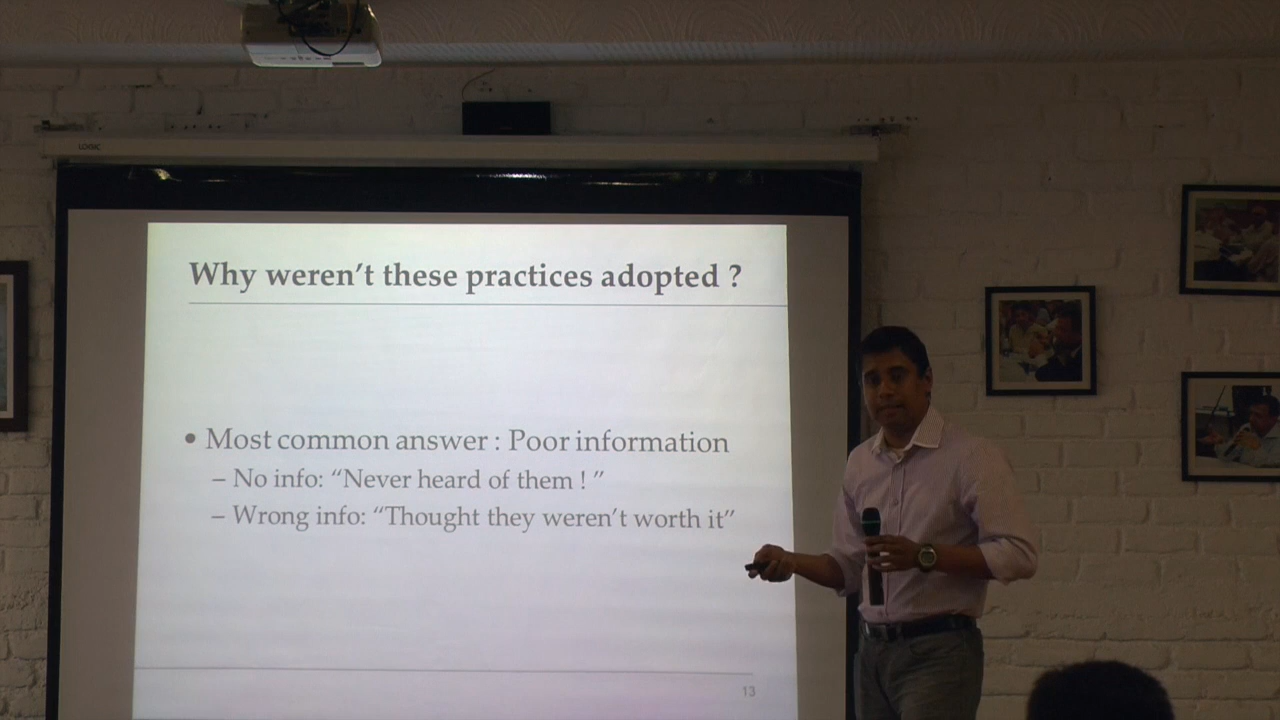 LOGIC
Why weren't these practices adopted ?
• Most common answer : Poor information
– No info: “Never heard of them ! ”
– Wrong info: “Thought they weren't worth it”
13